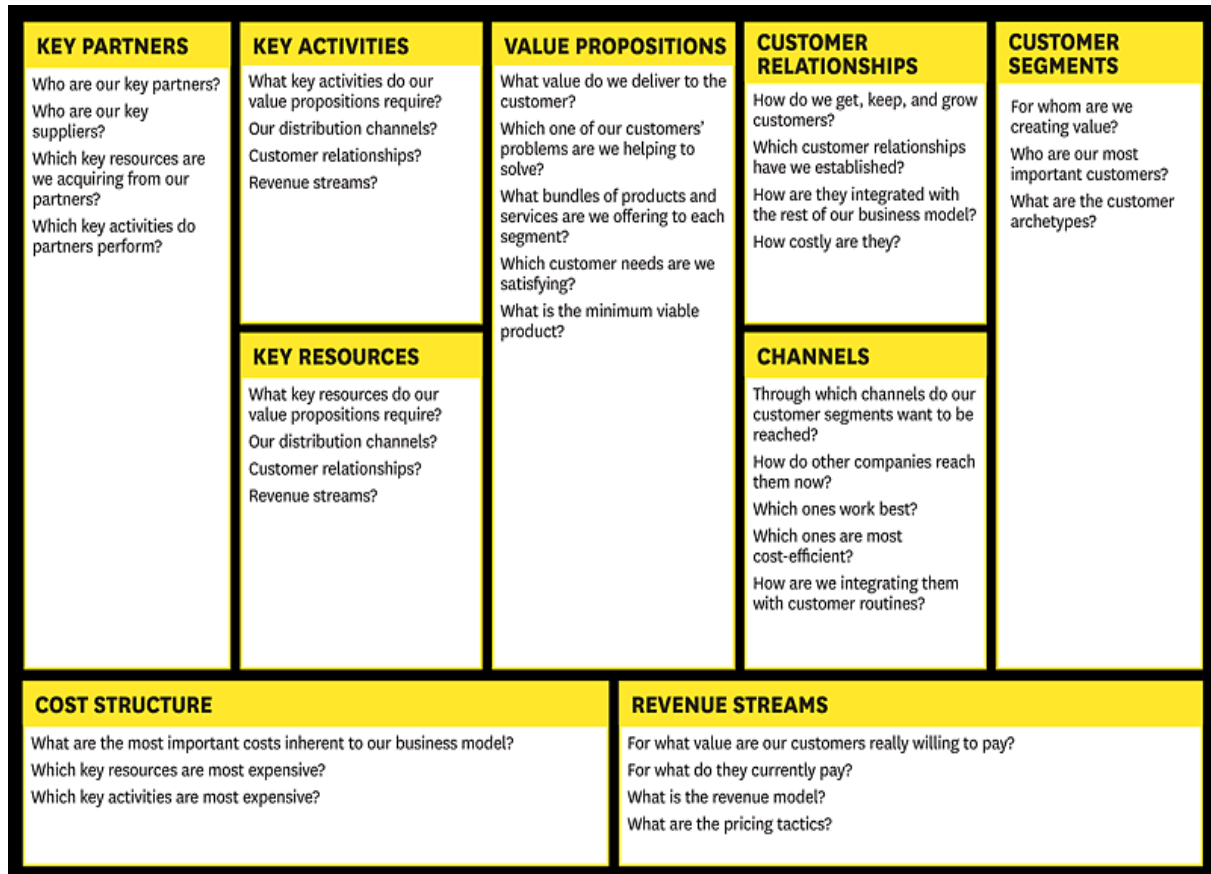 KEY PARTNERS
Who are our key partners?
Who are our key
suppliers?
Which key resources are
we acquiring from our
partners?
Which key activities do
partners perform?
KEY ACTIVITIES
What key activities do our
value propositions require?
Our distribution channels?
Customer relationships?
Revenue streams?
KEY RESOURCES
What key resources do our
value propositions require?
Our distribution channels?
Customer relationships?
Revenue streams?
VALUE PROPOSITIONS
What value do we deliver to the
customer?
Which one of our customers’
problems are we helping to
solve?
What bundles of products and
services are we offering to each
segment?
Which customer needs are we
satisfying?
What is the minimum viable
product?
CUSTOMER
RELATIONSHIPS
How do we get, keep, and grow
customers?
Which customer relationships
have we established?
How are they integrated with
the rest of our business model?
How costly are they?
CHANNELS
Through which channels do our
customer segments want to be
reached?
How do other companies reach
them now?
Which ones work best?
Which ones are most
cost-efficient?
How are we integrating them
with customer routines?
CUSTOMER
SEGMENTS
For whom are we
creating value?
Who are our most
important customers?
What are the customer
archetypes?
COST STRUCTURE
What are the most important costs inherent to our business model?
Which key resources are most expensive?
Which key activities are most expensive?
REVENUE STREAMS
For what value are our customers really willing to pay?
For what do they currently pay?
What is the revenue model?
What are the pricing tactics?